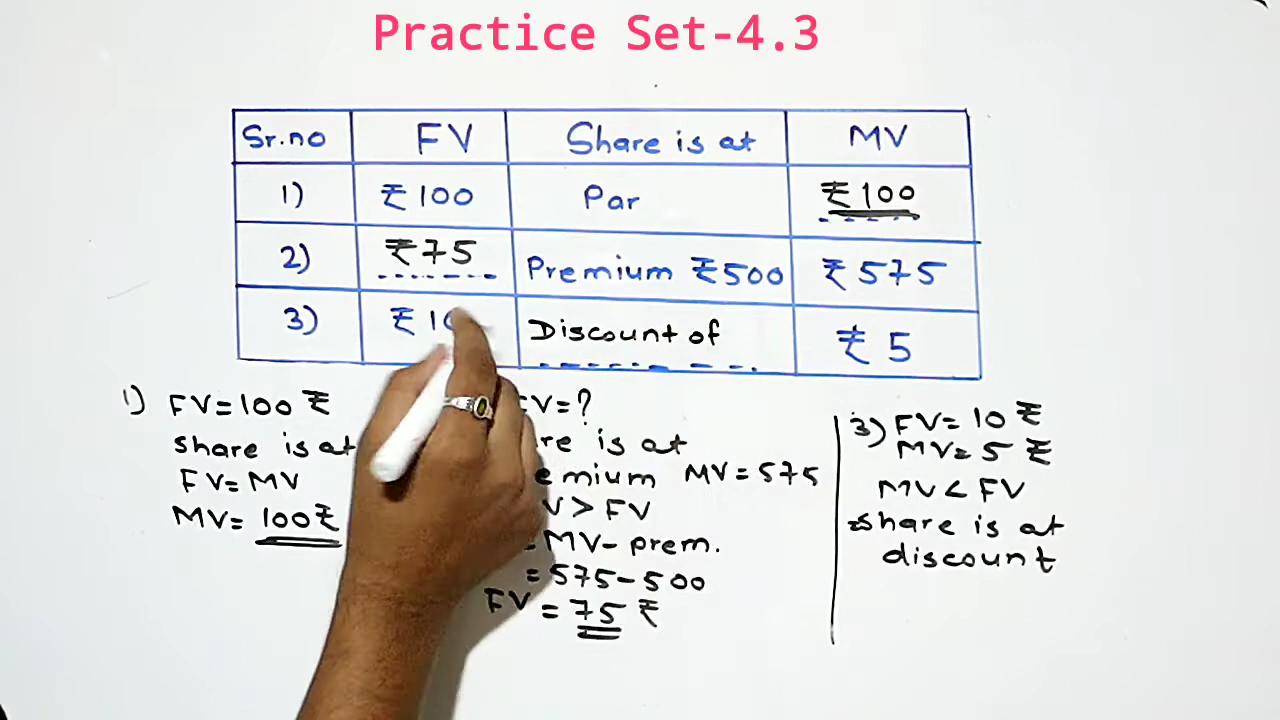 Practice Set-4.3
Sr.no FV Share is at MV
1) ₹100 Par ₹100
2) ₹75 Premium ₹500 ₹575
3) Discount of ₹5
1) FV=100 ₹
share is at
FV=MV
MV= 100₹
V=?
is at
MV=575
> FV
MV- prem.
= 575-500
FV = 75 ₹
3) FV= 10 ₹
MV= 5 ₹
MV < FV
share is at
discount